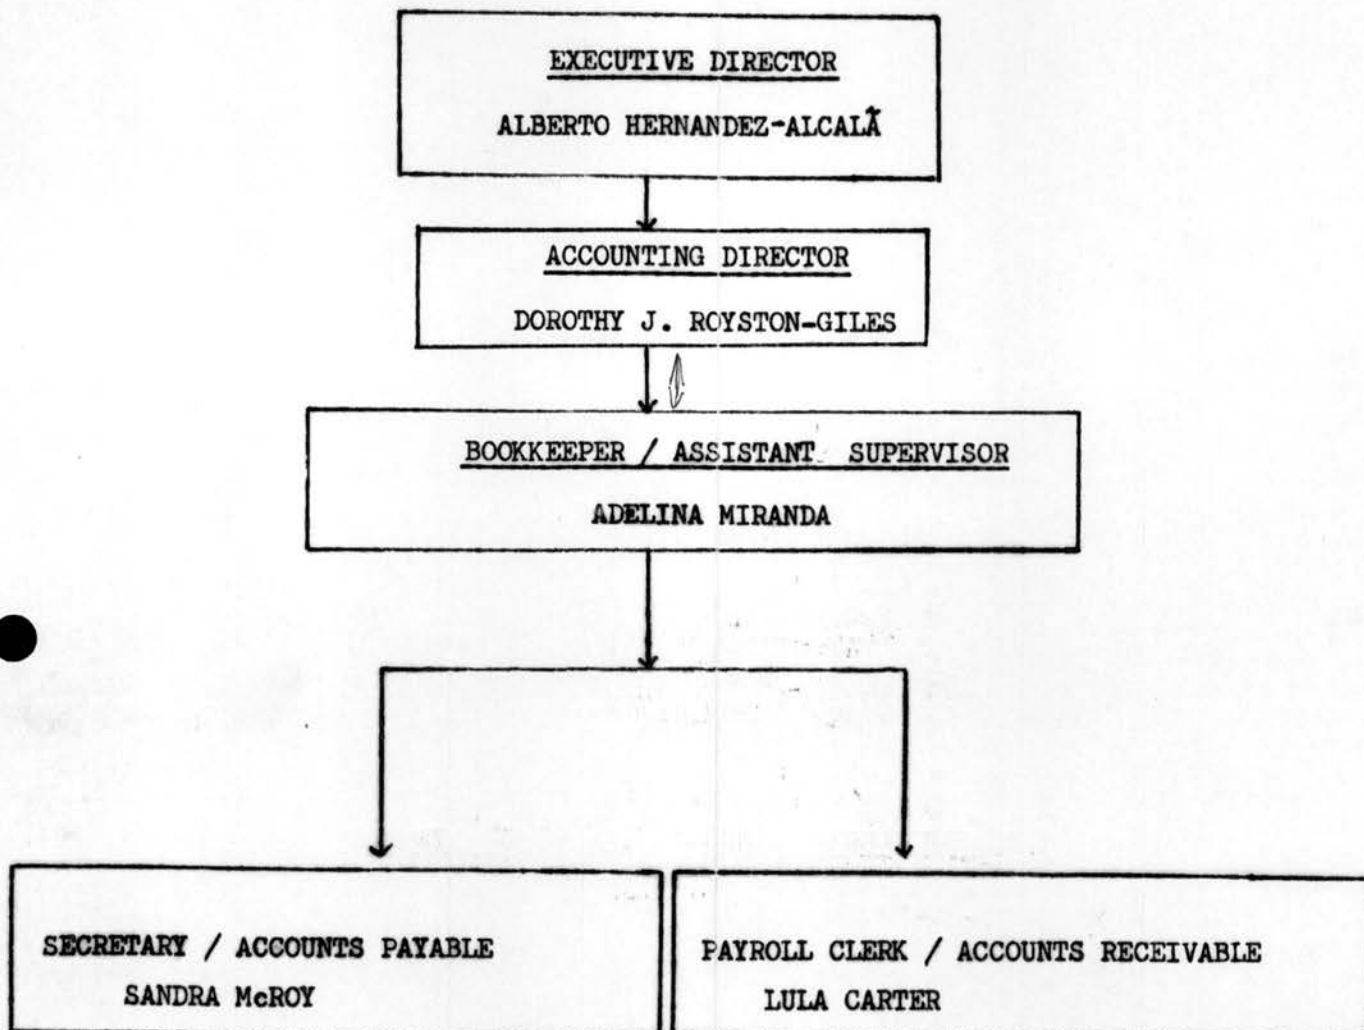 EXECUTIVE DIRECTOR
ALBERTO HERNANDEZ-ALCALÃ
ACCOUNTING DIRECTOR
DOROTHY J. ROYSTON-GILES
BOOKKEEPER / ASSISTANT SUPERVISOR
ADELINA MIRANDA
SECRETARY / ACCOUNTS PAYABLE
SANDRA McROY
PAYROLL CLERK / ACCOUNTS RECEIVABLE
LULA CARTER